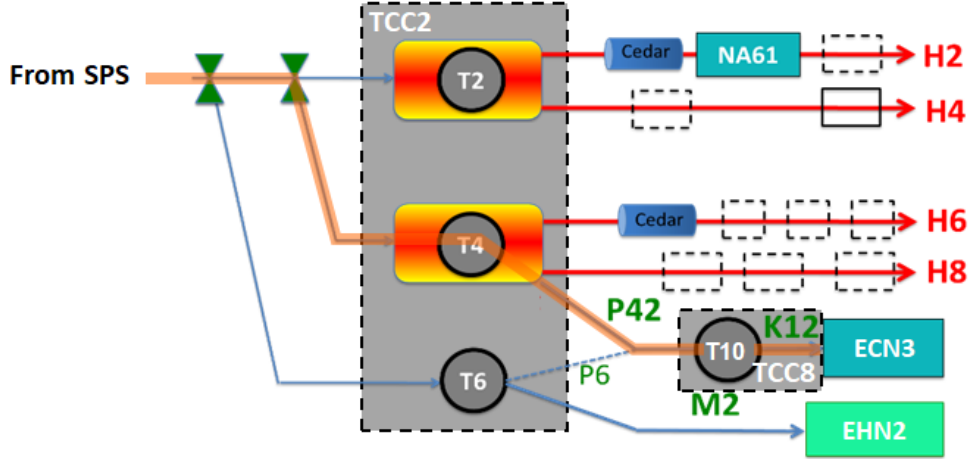 TCC2
From SPS
T2
Cedar
NA61
H2
H4
T4
Cedar
H6
H8
P42
T10
K12
TCC8
ECN3
T6
P6
M2
EHN2